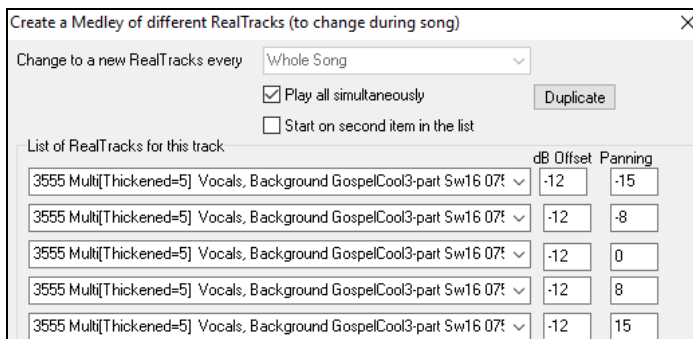 Create a Medley of different RealTracks (to change during song)
Change to a new RealTracks every Whole Song
Play all simultaneously Duplicate
Start on second item in the list
List of RealTracks for this track
dB Offset Panning
3555 Multi[Thickened=5] Vocals, Background GospelCool3-part Sw16 -12 -15
3555 Multi[Thickened=5] Vocals, Background GospelCool3-part Sw16 -12 -8
3555 Multi[Thickened=5] Vocals, Background GospelCool3-part Sw16 -12 0
3555 Multi[Thickened=5] Vocals, Background GospelCool3-part Sw16 -12 8
3555 Multi[Thickened=5] Vocals, Background GospelCool3-part Sw16 -12 15